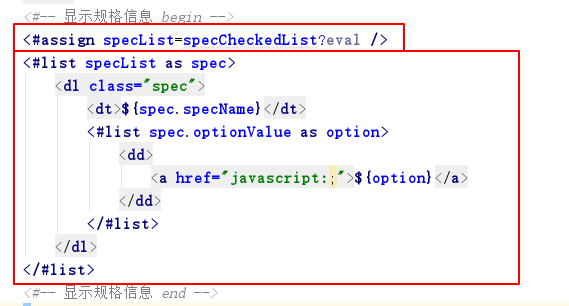 <#-- 显示规格信息 begin -->
<#assign specList=specCheckedList?eval />
<#list specList as spec>
<dl class="spec">
<dt>${spec.specName}</dt>
<#list spec.optionValue as option>
<dd>
<a href="javascript:;">${option}</a>
</dd>
</#list>
</dl>
</#list>
<#-- 显示规格信息 end -->